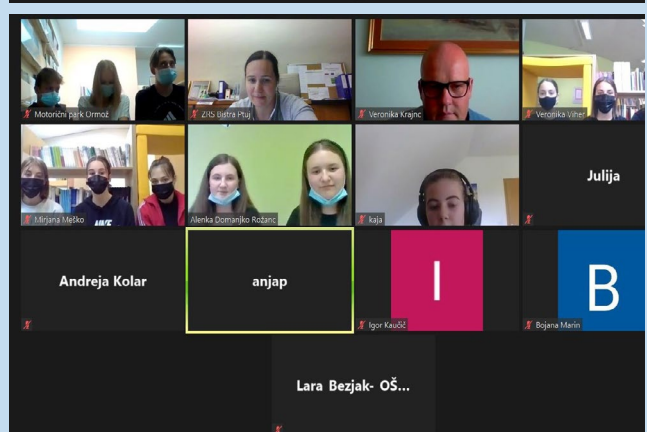 Motorični park Ormož
ZRS Bistra Ptuj
Veronika Krajnc
Veronika Viher
Mirjana Meško
Alenka Domanjko Rožanc
kaja
Julija
Andreja Kolar
anjap
I
Igor Kaučič
B
Bojana Marin
Lara Bezjak- OŠ...